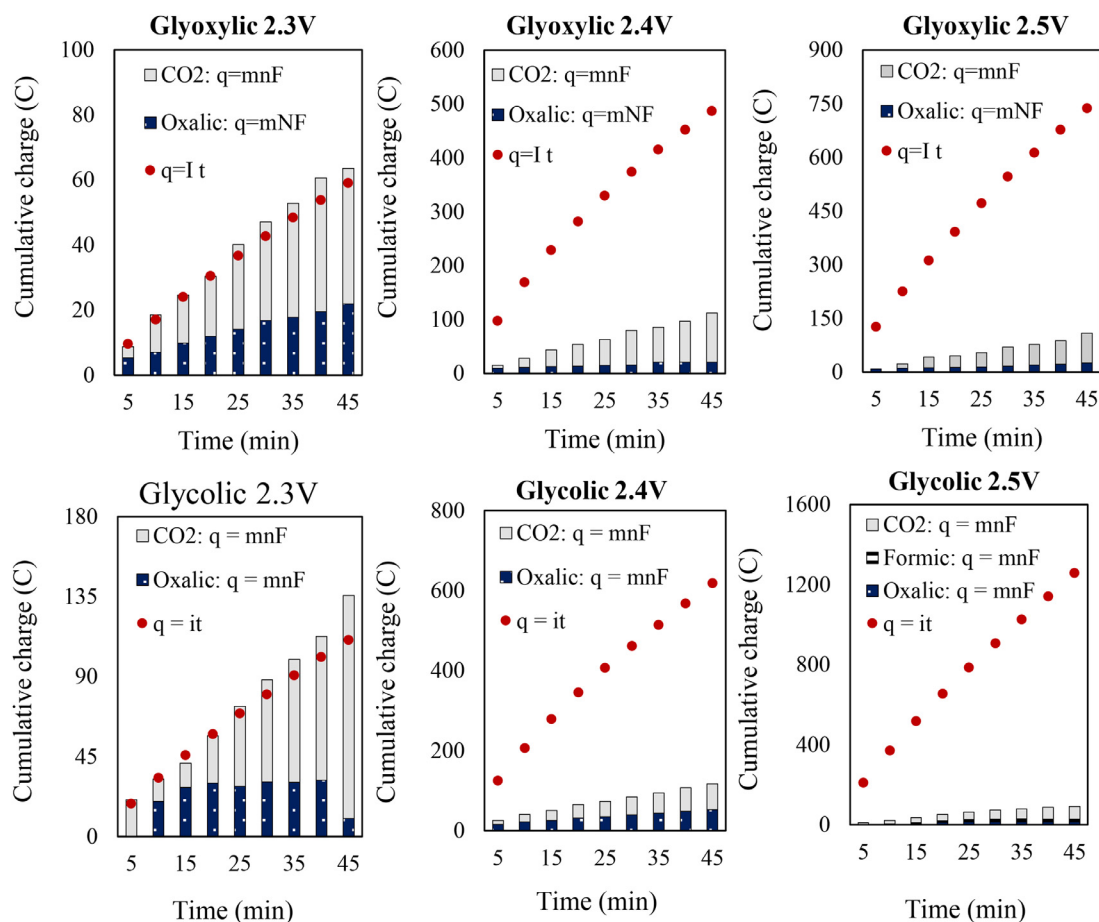 Glyoxylic 2.3V
Cumulative charge (C)
100
80
60
40
20
0
CO2: q=mnF
Oxalic: q=mNF
q=I t
5 15 25 35 45
Time (min)
Glyoxylic 2.4V
Cumulative charge (C)
600
500
400
300
200
100
0
CO2: q=mnF
Oxalic: q=mNF
q=I t
5 15 25 35 45
Time (min)
Glyoxylic 2.5V
Cumulative charge (C)
900
750
600
450
300
150
0
CO2: q=mnF
Oxalic: q=mNF
q=I t
5 15 25 35 45
Time (min)
Glycolic 2.3V
Cumulative charge (C)
180
135
90
45
0
CO2: q = mnF
Oxalic: q = mnF
q = it
5 15 25 35 45
Time (min)
Glycolic 2.4V
Cumulative charge (C)
800
600
400
200
0
CO2: q = mnF
Oxalic: q = mnF
q = it
5 15 25 35 45
Time (min)
Glycolic 2.5V
Cumulative charge (C)
1600
1200
800
400
0
CO2: q = mnF
Formic: q = mnF
Oxalic: q = mnF
q = it
5 15 25 35 45
Time (min)